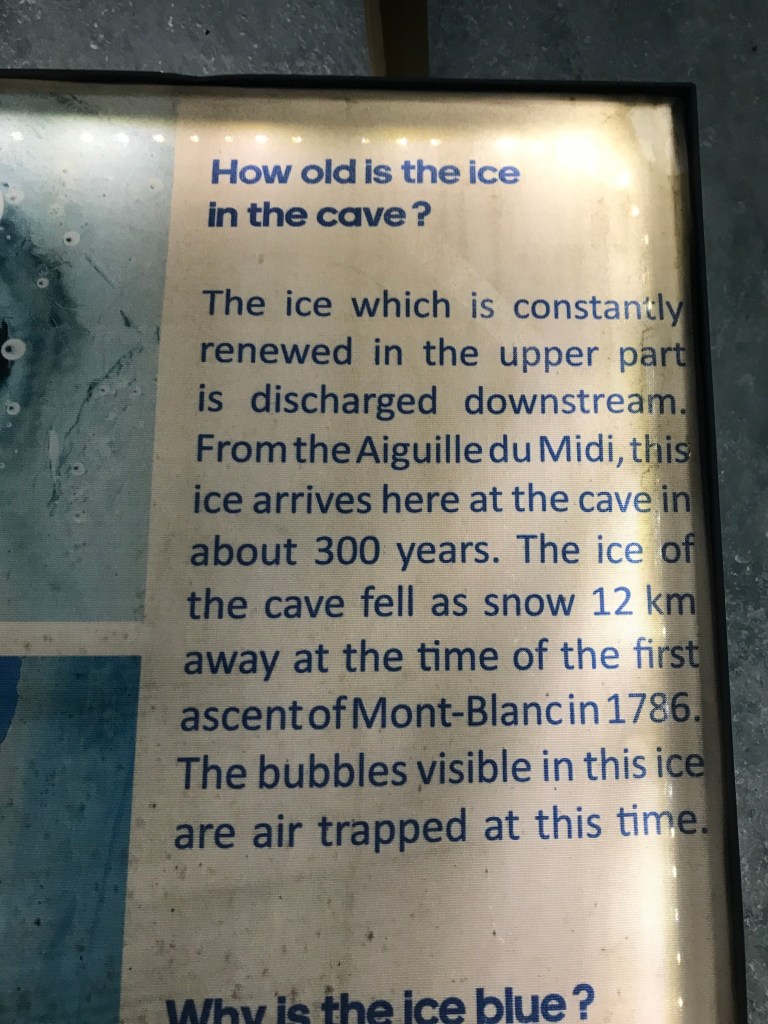 How old is the ice
in the cave ?
The ice which is constantly
renewed in the upper part
is discharged downstream.
From the Aiguille du Midi, this
ice arrives here at the cave in
about 300 years. The ice of
the cave fell as snow 12 km
away at the time of the first
ascent of Mont-Blanc in 1786.
The bubbles visible in this ice
are air trapped at this time.
Why is the ice blue ?